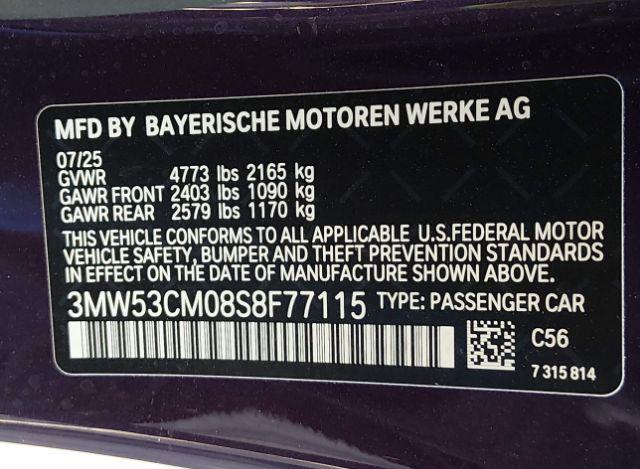 MFD BY BAYERISCHE MOTOREN WERKE AG
07/25
GVWR 4773 lbs 2165 kg
GAWR FRONT 2403 lbs 1090 kg
GAWR REAR 2579 lbs 1170 kg
THIS VEHICLE CONFORMS TO ALL APPLICABLE U.S.FEDERAL MOTOR
VEHICLE SAFETY, BUMPER AND THEFT PREVENTION STANDARDS
IN EFFECT ON THE DATE OF MANUFACTURE SHOWN ABOVE.
3MW53CM08S8F77115 TYPE: PASSENGER CAR
C56
7 315 814